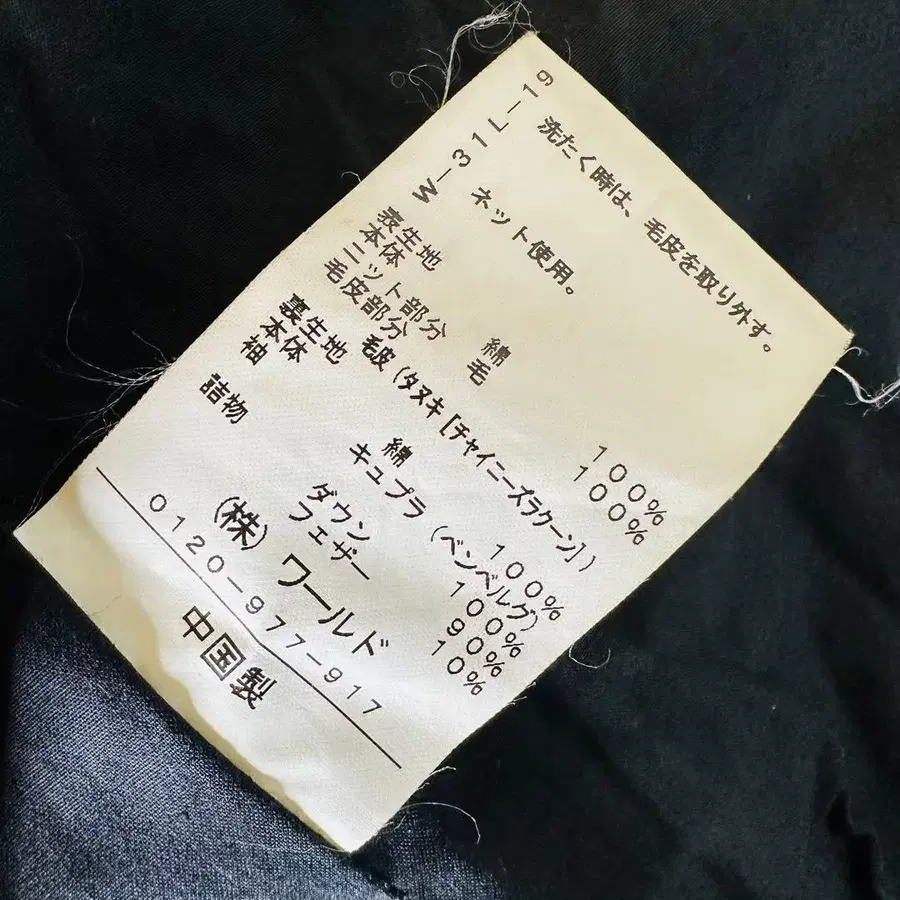 洗たく時は、毛皮を取り外す。
ネット使用。
W-31L-19
表生地
本体 綿 100%
ニット部分 毛 100%
毛皮部分
毛皮(タヌキ[チャイニーズラクーン])
裏生地
本体 綿 100%
袖 キュプラ(ベンベルグ) 100%
詰物 ダウン 90%
フェザー 10%
(株)ワールド
0120-977-917
中国製